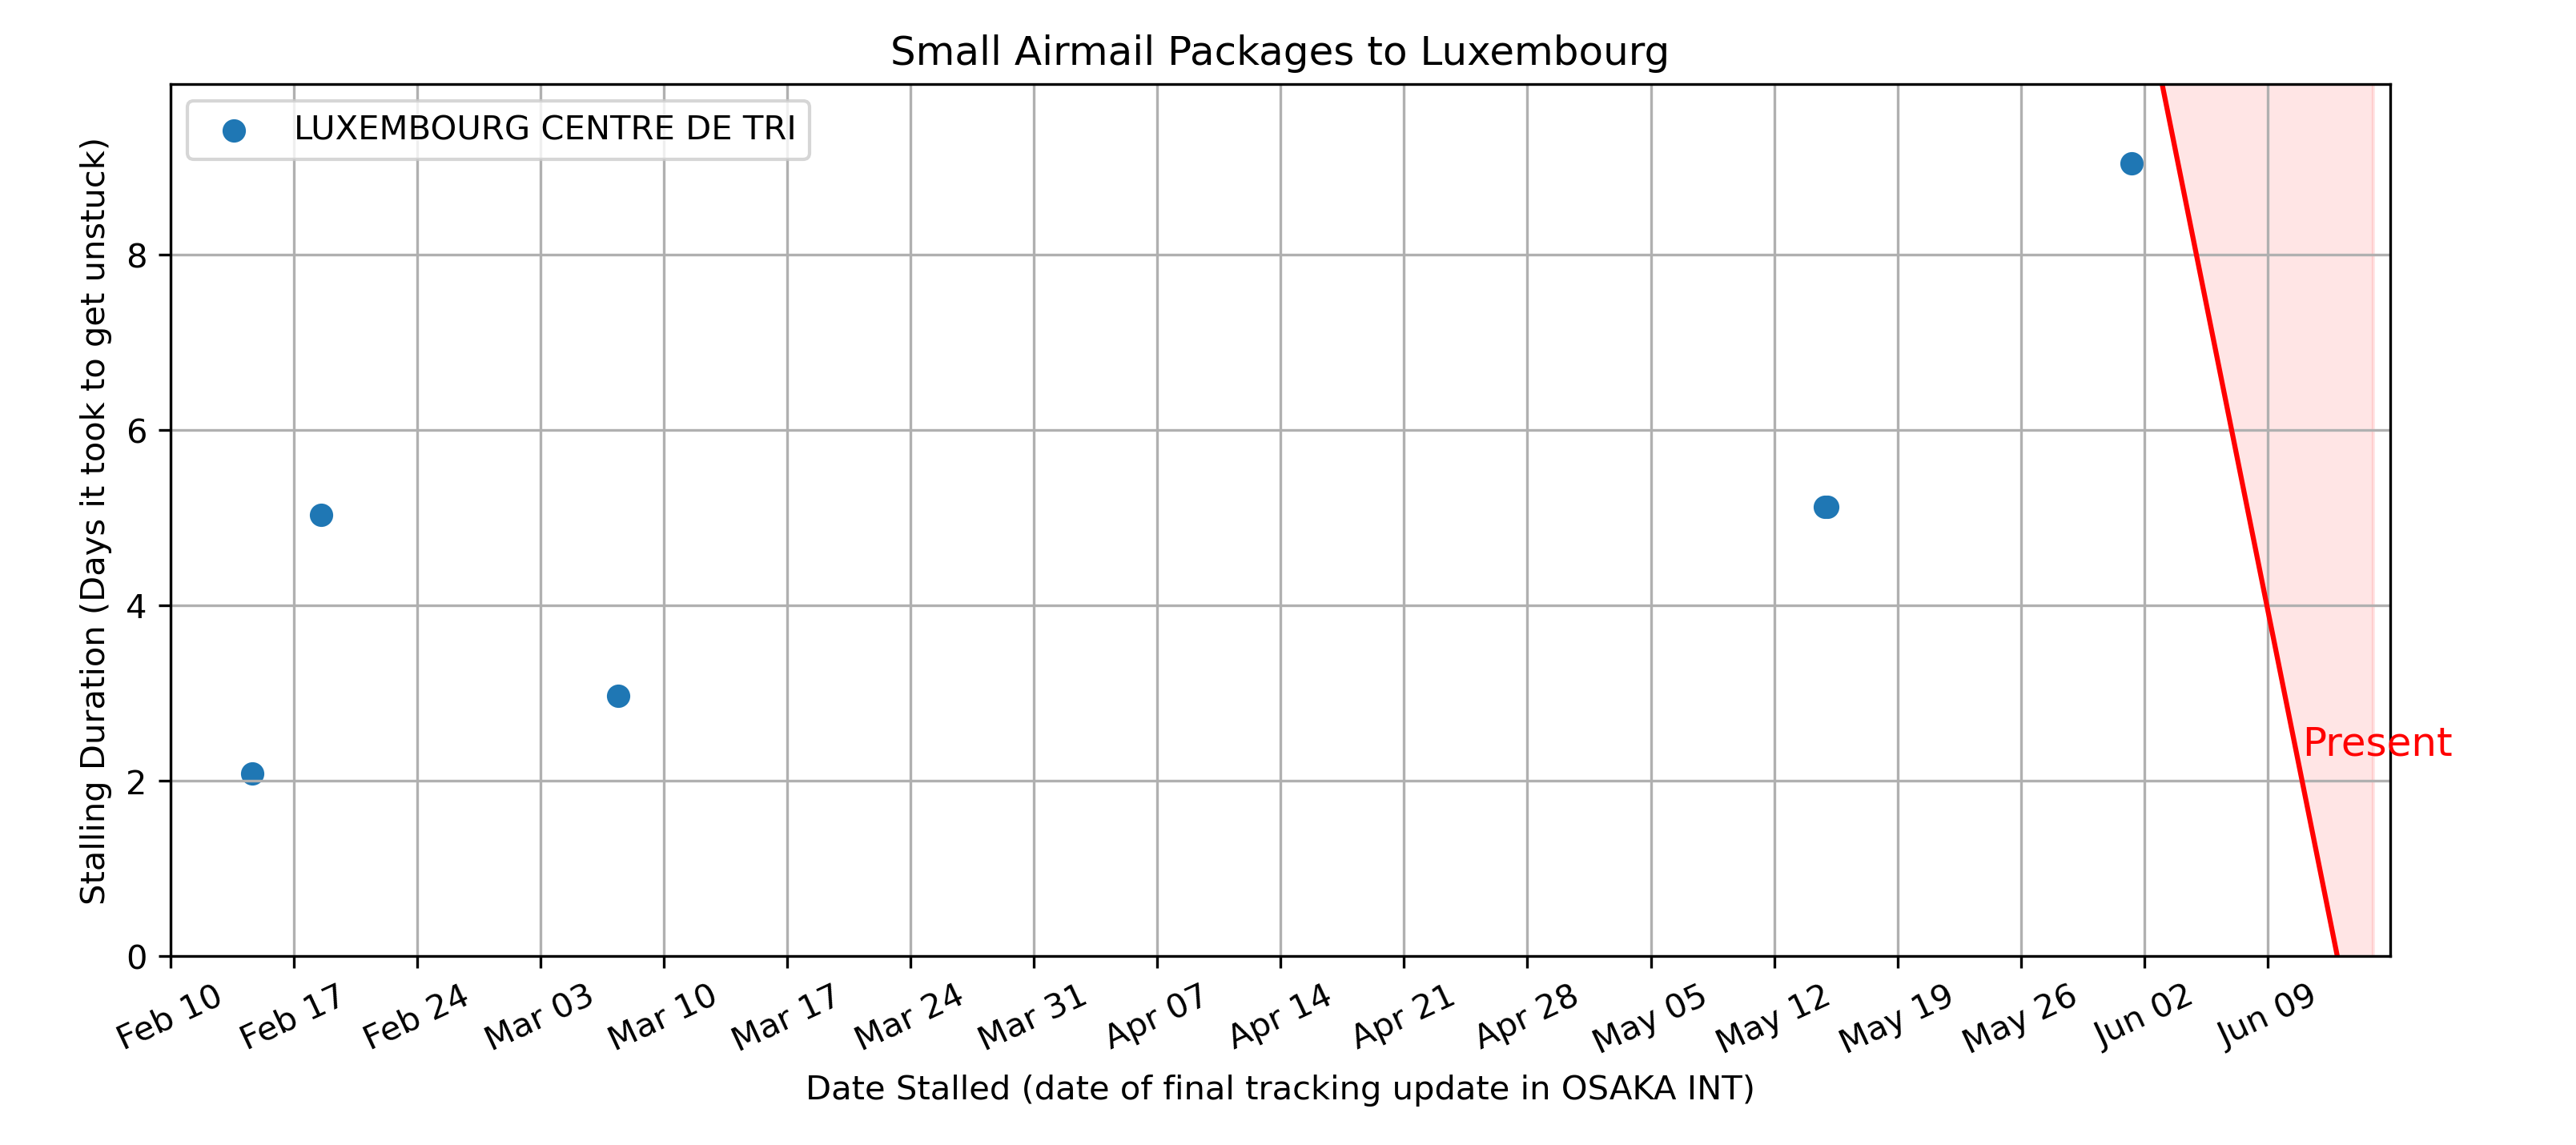 Small Airmail Packages to Luxembourg
LUXEMBOURG CENTRE DE TRI
Stalling Duration (Days it took to get unstuck)
8
6
4
2
0
Present
Feb 10
Feb 17
Feb 24
Mar 03
Mar 10
Mar 17
Mar 24
Mar 31
Apr 07
Apr 14
Apr 21
Apr 28
May 05
May 12
May 19
May 26
Jun 02
Jun 09
Date Stalled (date of final tracking update in OSAKA INT)